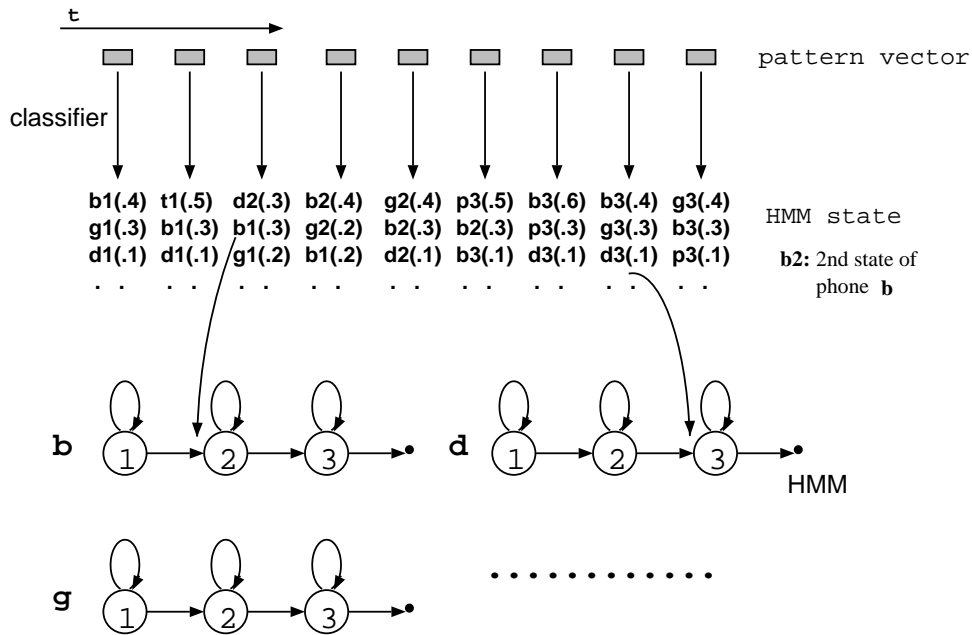 t
pattern vector
classifier
b1(.4) t1(.5) d2(.3) b2(.4) g2(.4) p3(.5) b3(.6) b3(.4) g3(.4)
g1(.3) b1(.3) b1(.3) g2(.2) b2(.3) b2(.3) p3(.3) g3(.3) b3(.3)
d1(.1) d1(.1) g1(.2) b1(.2) d2(.1) b3(.1) d3(.1) d3(.1) p3(.1)
. . . . . . . . . . . . . . . . . .
HMM state
b2: 2nd state of
phone b
b 1 2 3
d 1 2 3
HMM
g 1 2 3
. . . . . . . . . . . .